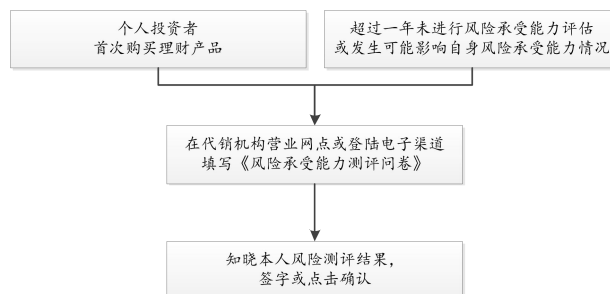 个人投资者
首次购买理财产品
超过一年未进行风险承受能力评估
或发生可能影响自身风险承受能力情况
在代销机构营业网点或登陆电子渠道
填写《风险承受能力测评问卷》
知晓本人风险测评结果，
签字或点击确认